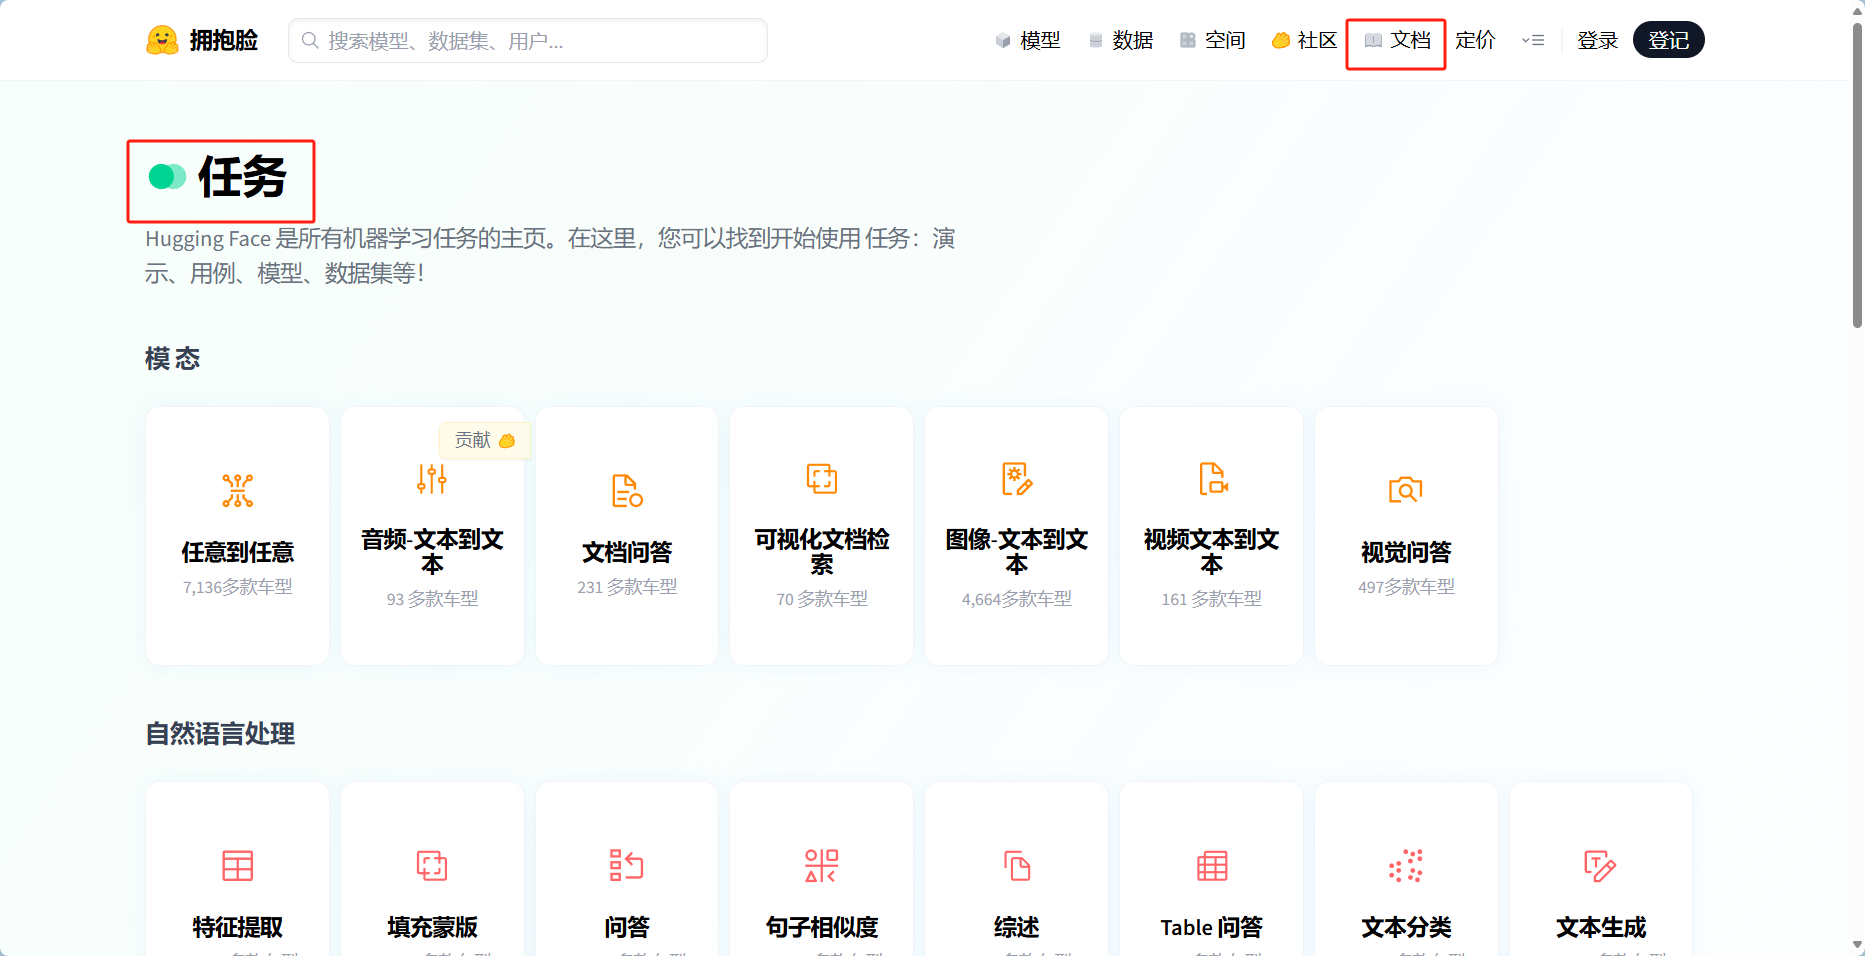 拥抱脸
搜索模型、数据集、用户...
模型
数据
空间
社区
文档
定价
登录
登记
任务
Hugging Face 是所有机器学习任务的主页。在这里，您可以找到开始使用 任务：演
示、用例、模型、数据集等！
模态
贡献
任意到任意
7,136多款车型
音频-文本到文
本
93 多款车型
文档问答
231 多款车型
可视化文档检
索
70 多款车型
图像-文本到文
本
4,664多款车型
视频文本到文
本
161 多款车型
视觉问答
497多款车型
自然语言处理
特征提取
填充蒙版
问答
句子相似度
综述
Table 问答
文本分类
文本生成